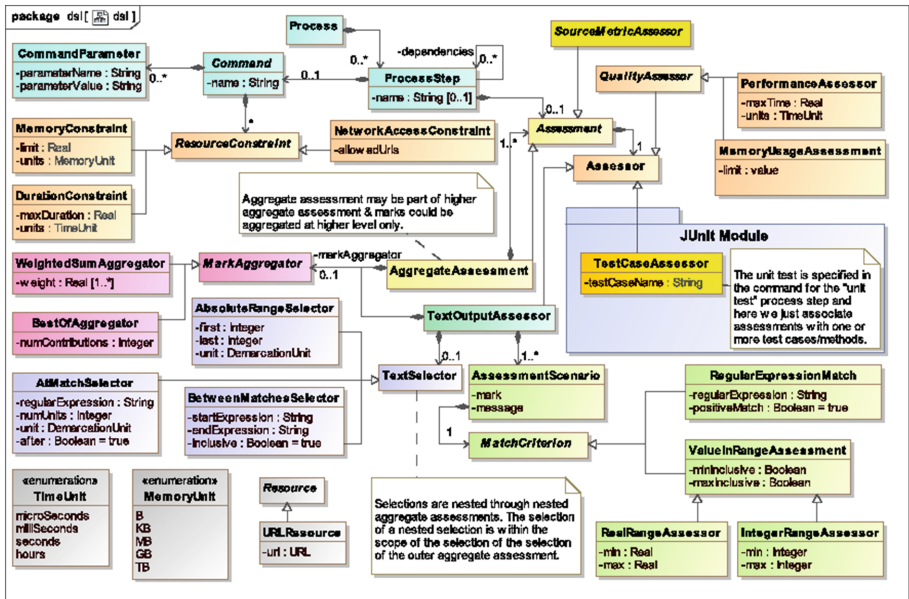 package dsl [ dsl ]
Process
SourceMetricAssessor
CommandParameter
-parameterName : String
-parameterValue : String
0..*
Command
-name : String
0..1
0..*
-dependencies
0..*
ProcessStep
-name : String [0..1]
QualityAssessor
PerformanceAssessor
-maxTime : Real
-units : TimeUnit
0..1
*
MemoryConstraint
-limit : Real
-units : MemoryUnit
ResourceConstraint
NetworkAccessConstraint
-allowedUrls
1..*
Assessment
1
Assessor
MemoryUsageAssessment
-limit : value
DurationConstraint
-maxDuration : Real
-units : TimeUnit
Aggregate assessment may be part of higher
aggregate assessment & marks could be
aggregated at higher level only.
JUnit Module
TestCaseAssessor
-testCaseName : String
The unit test is specified in
the command for the "unit
test" process step and
here we just associate
assessments with one or
more test cases/methods.
WeightedSumAggregator
-weight : Real [1..*]
MarkAggregator
-markAggregator
0..1
AggregateAssessment
BestOfAggregator
-numContributions : Integer
AbsoluteRangeSelector
-first : Integer
-last : Integer
-unit : DemarcationUnit
TextOutputAssessor
0..1
1..*
AtMatchSelector
-regularExpression : String
-numUnits : Integer
-unit : DemarcationUnit
-after : Boolean = true
BetweenMatchesSelector
-startExpression : String
-endExpression : String
-inclusive : Boolean = true
TextSelector
AssessmentScenario
-mark
-message
1
MatchCriterion
RegularExpressionMatch
-regularExpression : String
-positiveMatch : Boolean = true
ValueInRangeAssessment
-minInclusive : Boolean
-maxInclusive : Boolean
«enumeration»
TimeUnit
microSeconds
milliSeconds
seconds
hours
«enumeration»
MemoryUnit
B
KB
MB
GB
TB
Resource
URLResource
-url : URL
Selections are nested through nested
aggregate assessments. The selection
of a nested selection is within the
scope of the selection of the selection
of the outer aggregate assessment.
RealRangeAssessor
-min : Real
-max : Real
IntegerRangeAssessor
-min : Integer
-max : Integer